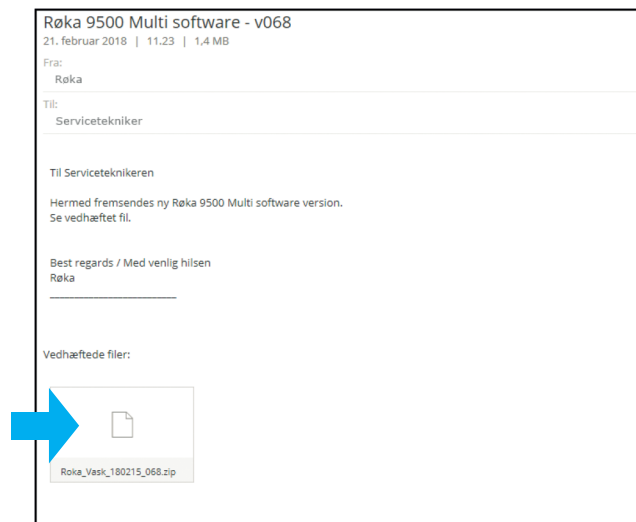 Røka 9500 Multi software - v068
21. februar 2018 | 11.23 | 1,4 MB
Fra:
Røka
Til:
Servicetekniker
Til Serviceteknikeren
Hermed fremsendes ny Røka 9500 Multi software version.
Se vedhæftet fil.
Best regards / Med venlig hilsen
Røka
Vedhæftede filer:
Roka_Vask_180215_068.zip